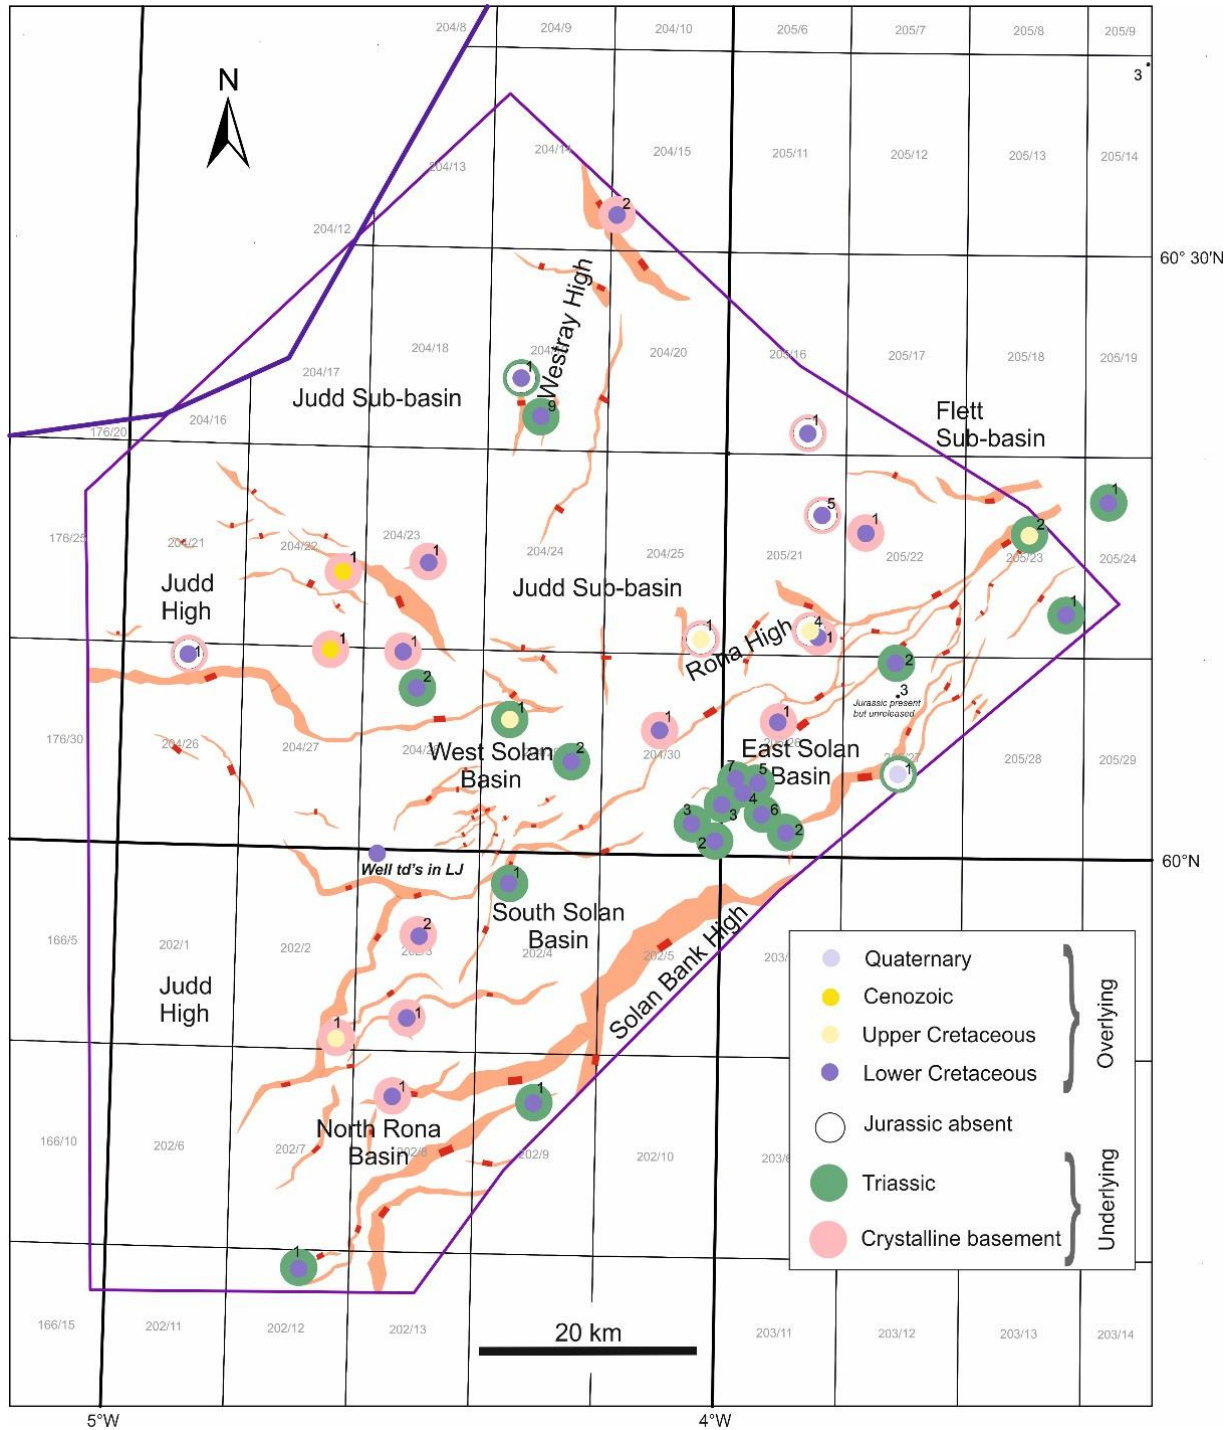 204/8
204/9
204/10
205/6
205/7
205/8
205/9
3
N
204/13
204/14
204/15
205/11
205/12
205/13
205/14
2
204/12
60° 30'N
Westray High
204/18
204/20
205/16
205/17
205/18
205/19
204/17
1
Judd Sub-basin
9
204/16
176/20
1
Flett
Sub-basin
1
5
1
2
176/25
204/21
204/22
204/23
204/24
204/25
205/21
205/22
205/23
205/24
1
1
Judd
High
Judd Sub-basin
1
1
1
1
1
4
1
Rona High
2
2
3
Jurassic present
but unreleased
1
1
1
176/30
204/26
204/27
204/30
205/28
205/29
West Solan
Basin
2
East Solan
Basin
1
7
5
4
3
3
6
2
2
60°N
Well td's in LJ
1
South Solan
Basin
2
166/5
202/1
202/2
202/4
202/5
Solan Bank High
Judd
High
1
1
1
1
North Rona
Basin
166/10
202/6
202/7
202/9
202/10
1
Quaternary
Cenozoic
Upper Cretaceous
Lower Cretaceous
Overlying
Jurassic absent
Triassic
Crystalline basement
Underlying
166/15
202/11
202/12
202/13
20 km
203/11
203/12
203/13
203/14
5°W
4°W